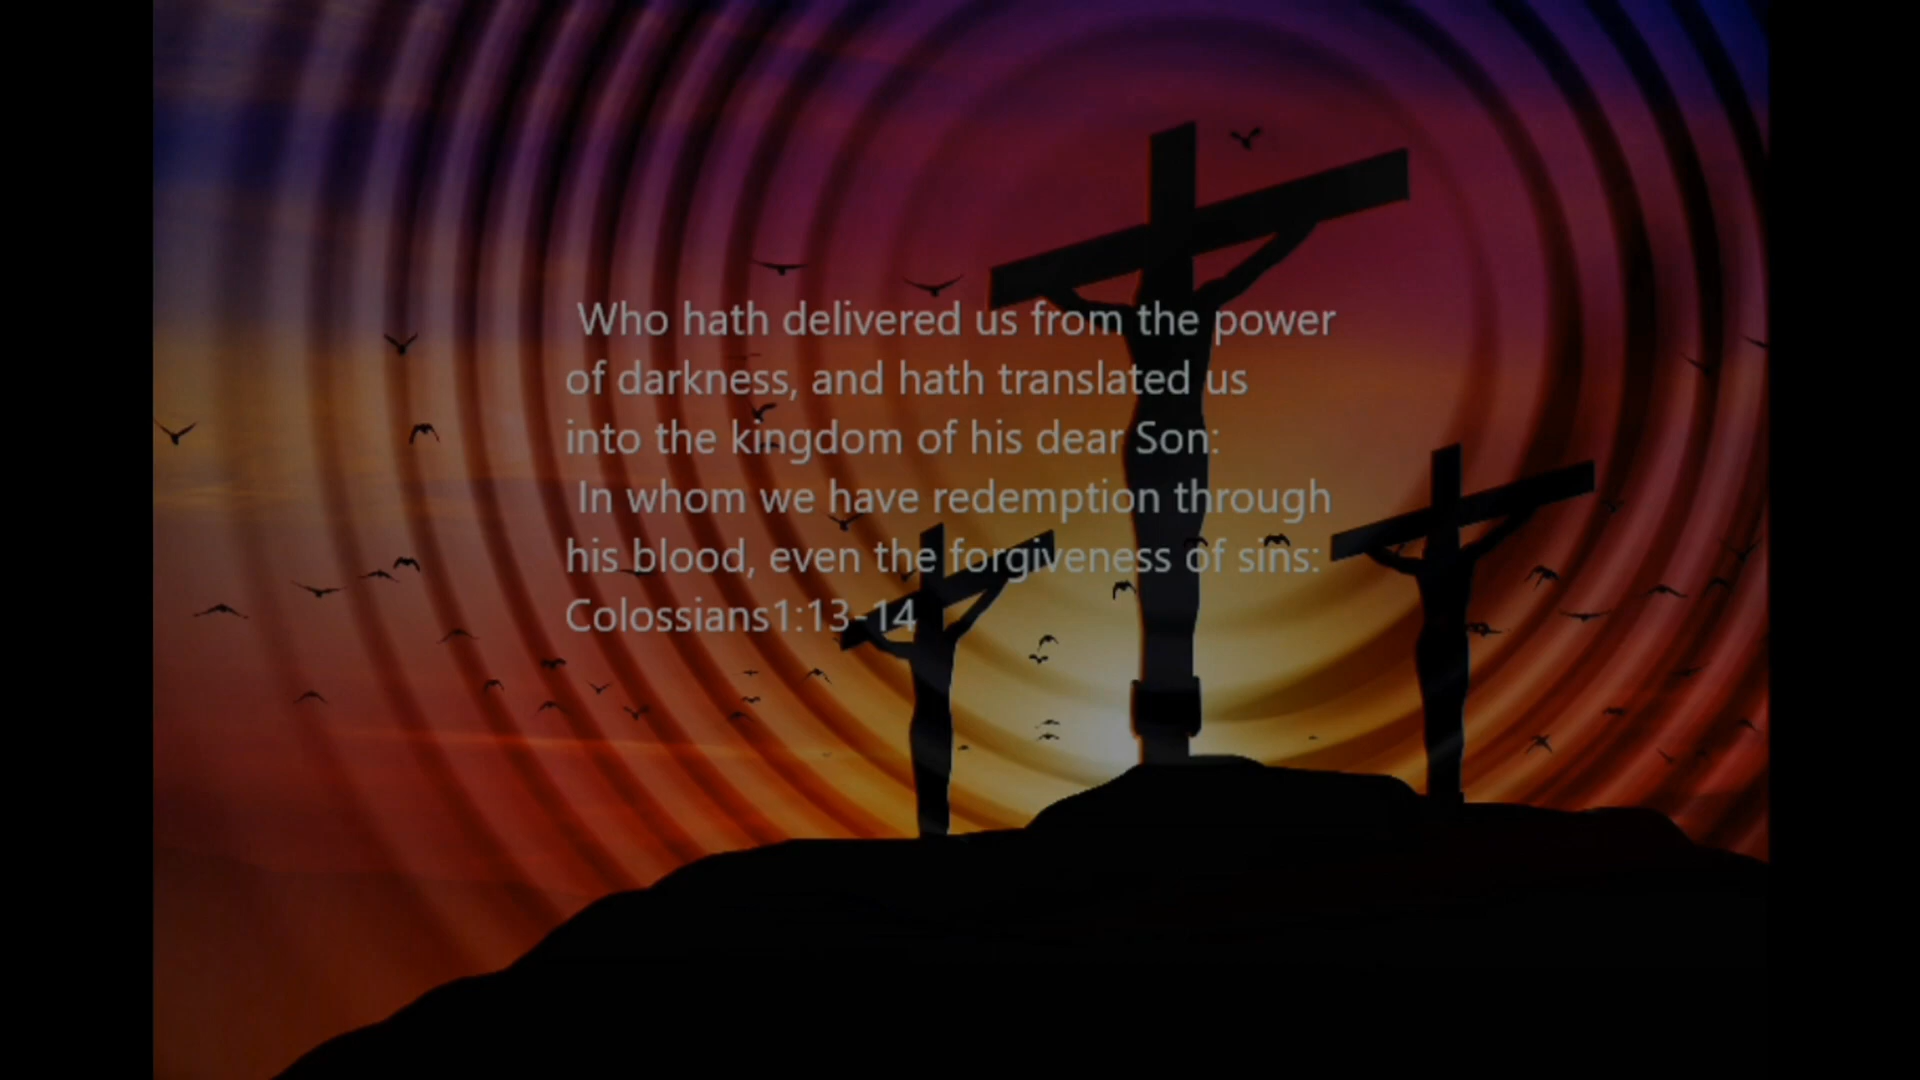 Who hath delivered us from the power
of darkness, and hath translated us
into the kingdom of his dear Son:
In whom we have redemption through
his blood, even the forgiveness of sins:
Colossians1:13-14